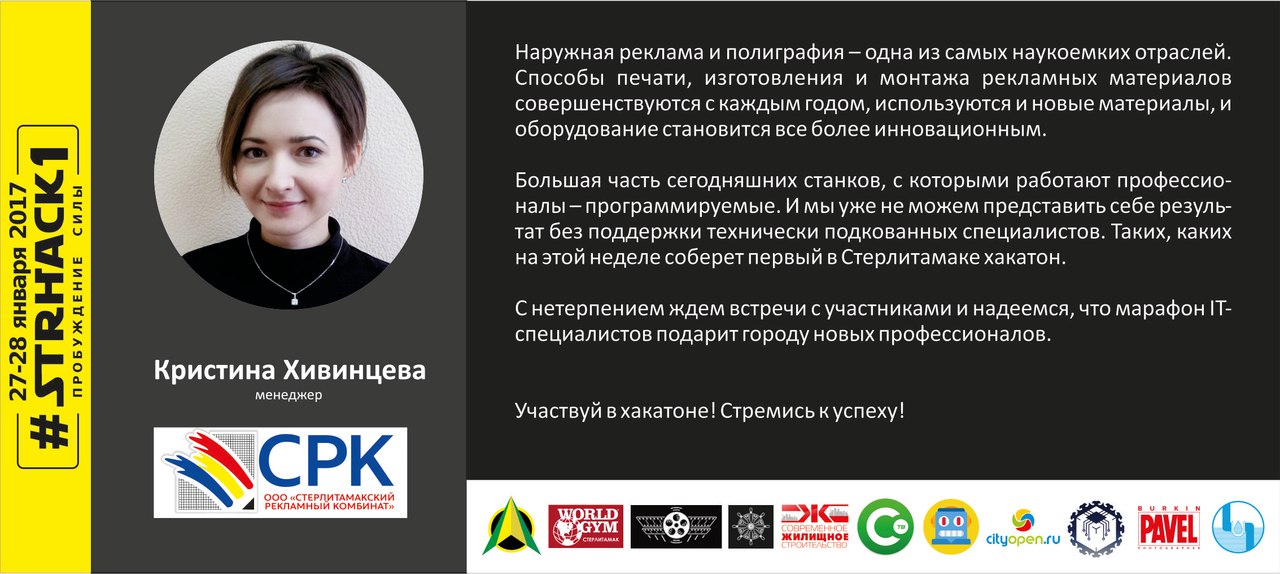 27-28 января 2017
#STRHACK1
ПРОБУЖДЕНИЕ СИЛЫ
Кристина Хивинцева
менеджер
СРК
ООО «СТЕРЛИТАМАКСКИЙ
РЕКЛАМНЫЙ КОМБИНАТ»
Наружная реклама и полиграфия – одна из самых наукоемких отраслей.
Способы печати, изготовления и монтажа рекламных материалов
совершенствуются с каждым годом, используются и новые материалы, и
оборудование становится все более инновационным.
Большая часть сегодняшних станков, с которыми работают профессио-
налы – программируемые. И мы уже не можем представить себе резуль-
тат без поддержки технически подкованных специалистов. Таких, каких
на этой неделе соберет первый в Стерлитамаке хакатон.
С нетерпением ждем встречи с участниками и надеемся, что марафон IT-
специалистов подарит городу новых профессионалов.
Участвуй в хакатоне! Стремись к успеху!
WORLD
GYM
СТЕРЛИТАМАК
СОВРЕМЕННОЕ
ЖИЛИЩНОЕ
СТРОИТЕЛЬСТВО
С ТВ
cityopen.ru
BURKIN
PAVEL
PHOTOGRAPHER